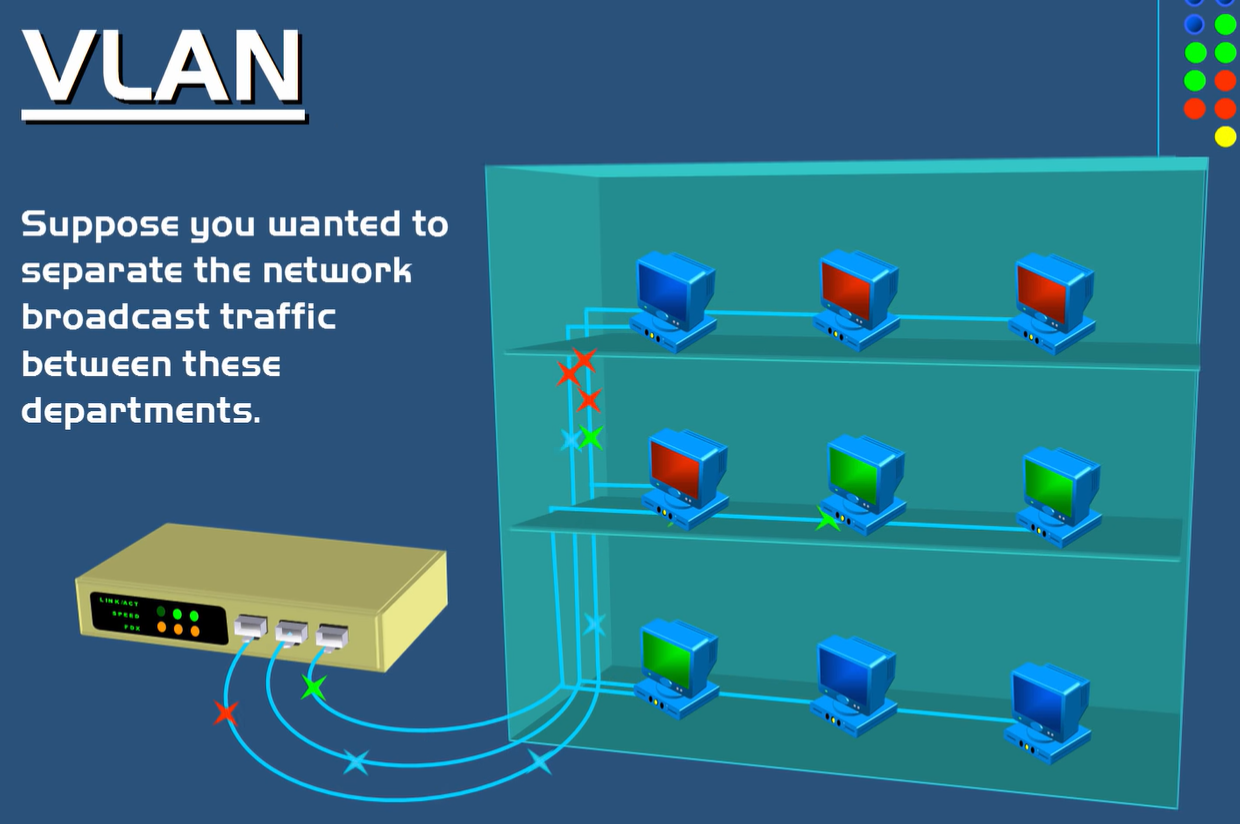 VLAN
Suppose you wanted to
separate the network
broadcast traffic
between these
departments.
LINK/ACT
SPEED
FDX